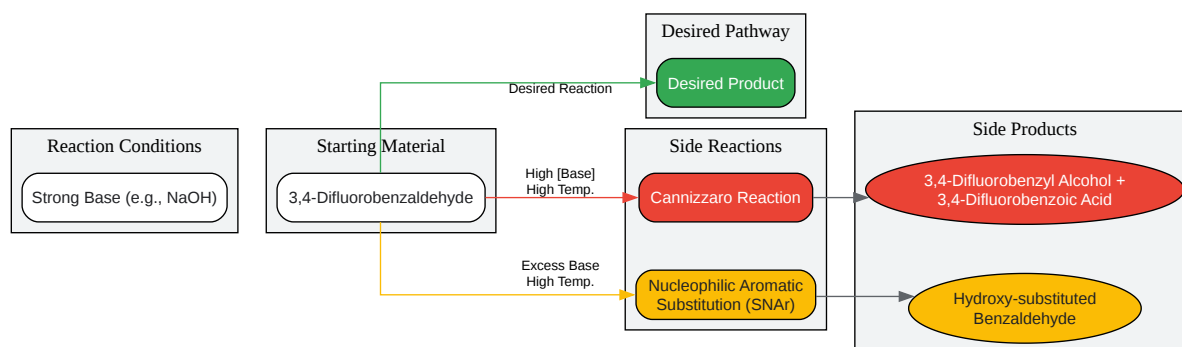 Desired Pathway
Desired Product
Desired Reaction
Reaction Conditions
Strong Base (e.g., NaOH)
Starting Material
3,4-Difluorobenzaldehyde
High [Base]
High Temp.
Excess Base
High Temp.
Side Reactions
Cannizzaro Reaction
Nucleophilic Aromatic
Substitution (SNAr)
Side Products
3,4-Difluorobenzyl Alcohol +
3,4-Difluorobenzoic Acid
Hydroxy-substituted
Benzaldehyde